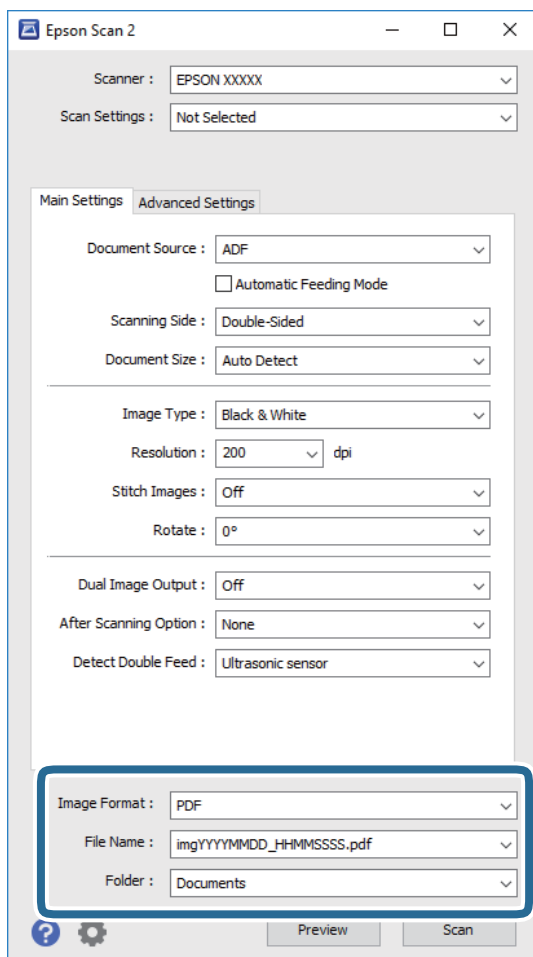 Epson Scan 2
Scanner : EPSON XXXXX
Scan Settings : Not Selected
Main Settings Advanced Settings
Document Source : ADF
Automatic Feeding Mode
Scanning Side : Double-Sided
Document Size : Auto Detect
Image Type : Black & White
Resolution : 200 dpi
Stitch Images : Off
Rotate : 0°
Dual Image Output : Off
After Scanning Option : None
Detect Double Feed : Ultrasonic sensor
Image Format : PDF
File Name : imgYYYYMMDD_HHMMSSSS.pdf
Folder : Documents
? Preview Scan